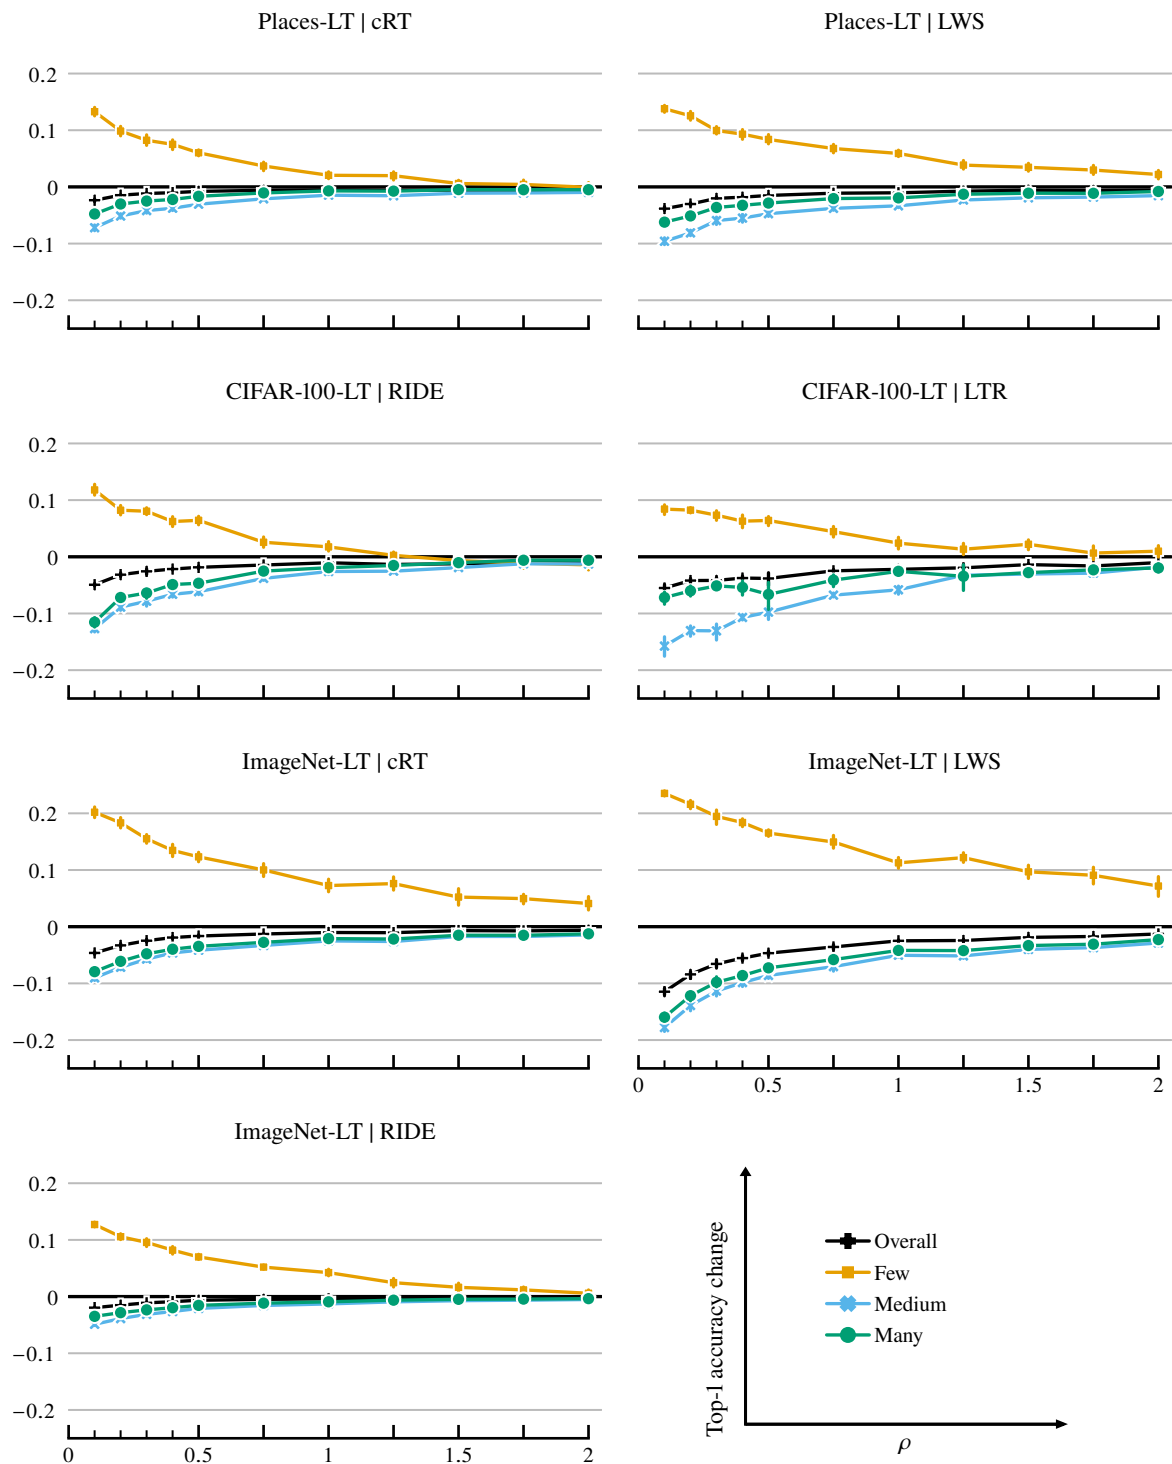 Places-LT | cRT
Places-LT | LWS
0.2
0.1
0
−0.1
−0.2
CIFAR-100-LT | RIDE
CIFAR-100-LT | LTR
0.2
0.1
0
−0.1
−0.2
ImageNet-LT | cRT
ImageNet-LT | LWS
0.2
0.1
0
−0.1
−0.2
0 0.5 1 1.5 2
ImageNet-LT | RIDE
0.2
0.1
0
−0.1
−0.2
0 0.5 1 1.5 2
Top-1 accuracy change
Overall
Few
Medium
Many
ρ